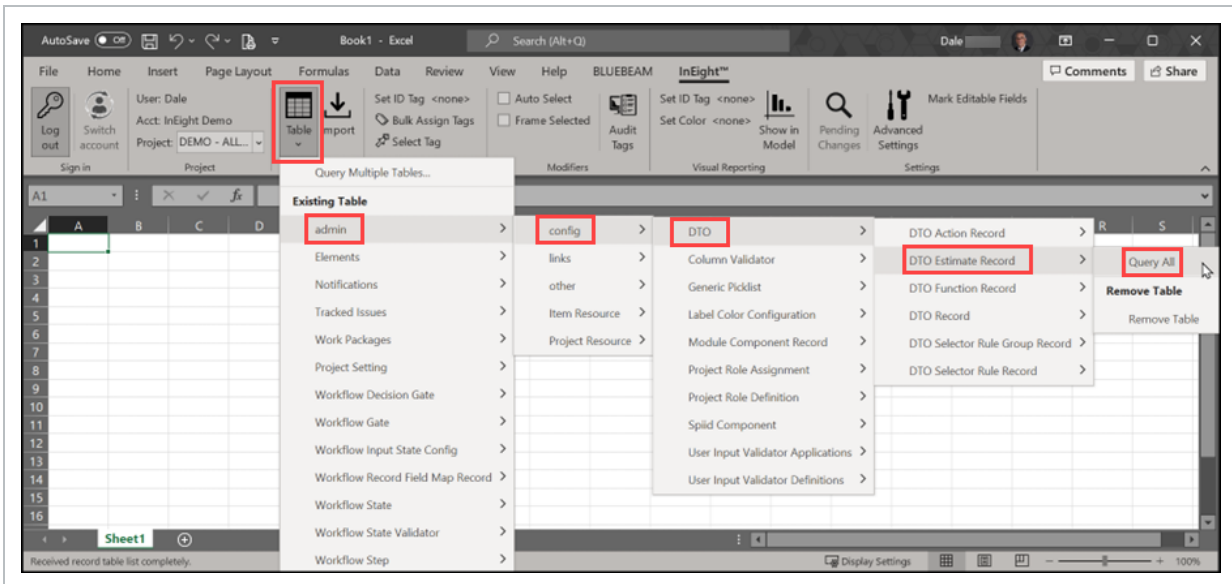 AutoSave Off Book1 - Excel Search (Alt+Q) Dale
File Home Insert Page Layout Formulas Data Review View Help BLUEBEAM InEight™ Comments Share
User: Dale Set ID Tag <none> Auto Select Set ID Tag <none> Mark Editable Fields
Log out Switch account Acct: InEight Demo Table Import Bulk Assign Tags Frame Selected Audit Tags Set Color <none> Show in Model Pending Changes Advanced Settings
Project: DEMO - ALL... Select Tag
Sign in Project Modifiers Visual Reporting Settings
Query Multiple Tables...
A1 fx
Existing Table
A B C D R S
admin config DTO DTO Action Record
Elements links Column Validator DTO Estimate Record Query All
Notifications other Generic Picklist DTO Function Record Remove Table
Tracked Issues Item Resource Label Color Configuration DTO Record Remove Table
Work Packages Project Resource Module Component Record DTO Selector Rule Group Record
Project Setting Project Role Assignment DTO Selector Rule Record
Workflow Decision Gate Project Role Definition
Workflow Gate Spiid Component
Workflow Input State Config User Input Validator Applications
Workflow Record Field Map Record User Input Validator Definitions
Workflow State
Workflow State Validator
Workflow Step
1
2
3
4
5
6
7
8
9
10
11
12
13
14
15
16
Sheet1
Received record table list completely. Display Settings 100%